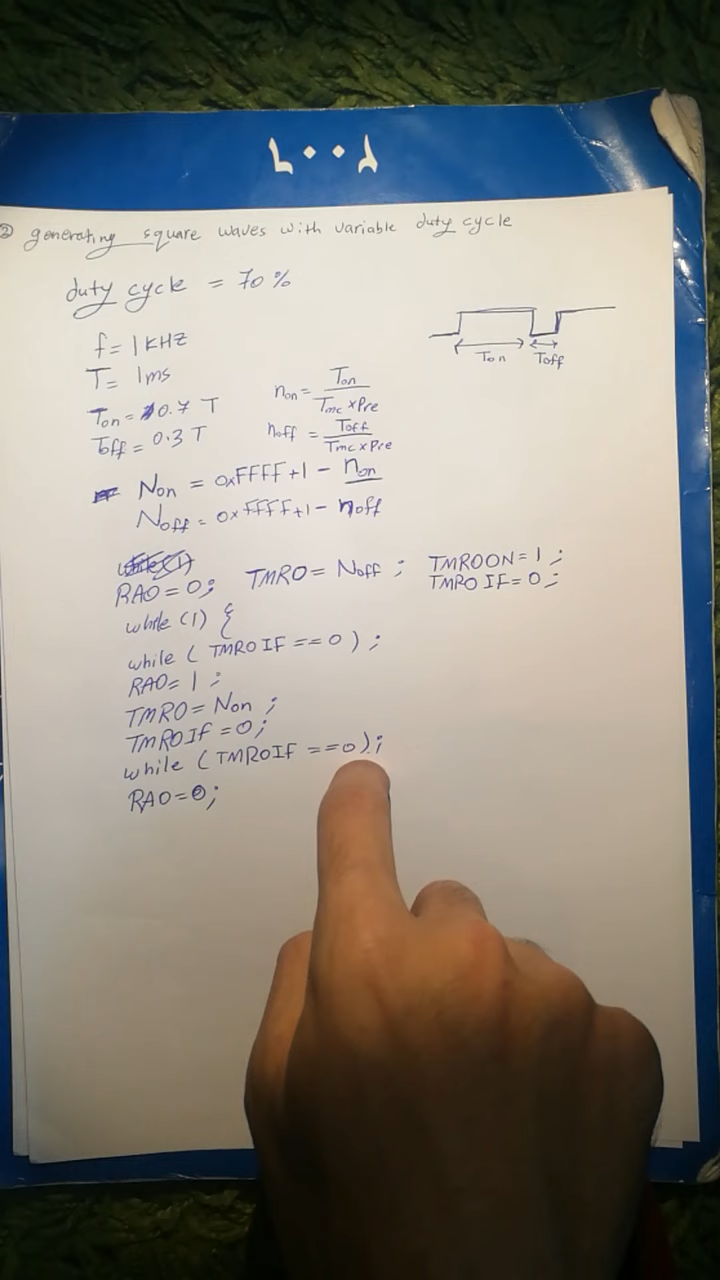 ② generating square waves with variable duty cycle
duty cycle = 70%
f= 1KHZ
T= 1ms
Ton = 0.7 T
Toff = 0.3 T
non = Ton / Tmc x Pre
noff = Toff / Tmc x Pre
Ton Toff
Non = 0xFFFF+1 - non
Noff = 0xFFFF+1 - noff
RA0=0; TMR0= Noff ; TMR0ON=1;
TMR0IF=0;
while (1) {
while ( TMR0IF ==0 ) ;
RA0= 1 ;
TMR0= Non ;
TMR0If =0;
while (TMR0IF ==0);
RA0=0;